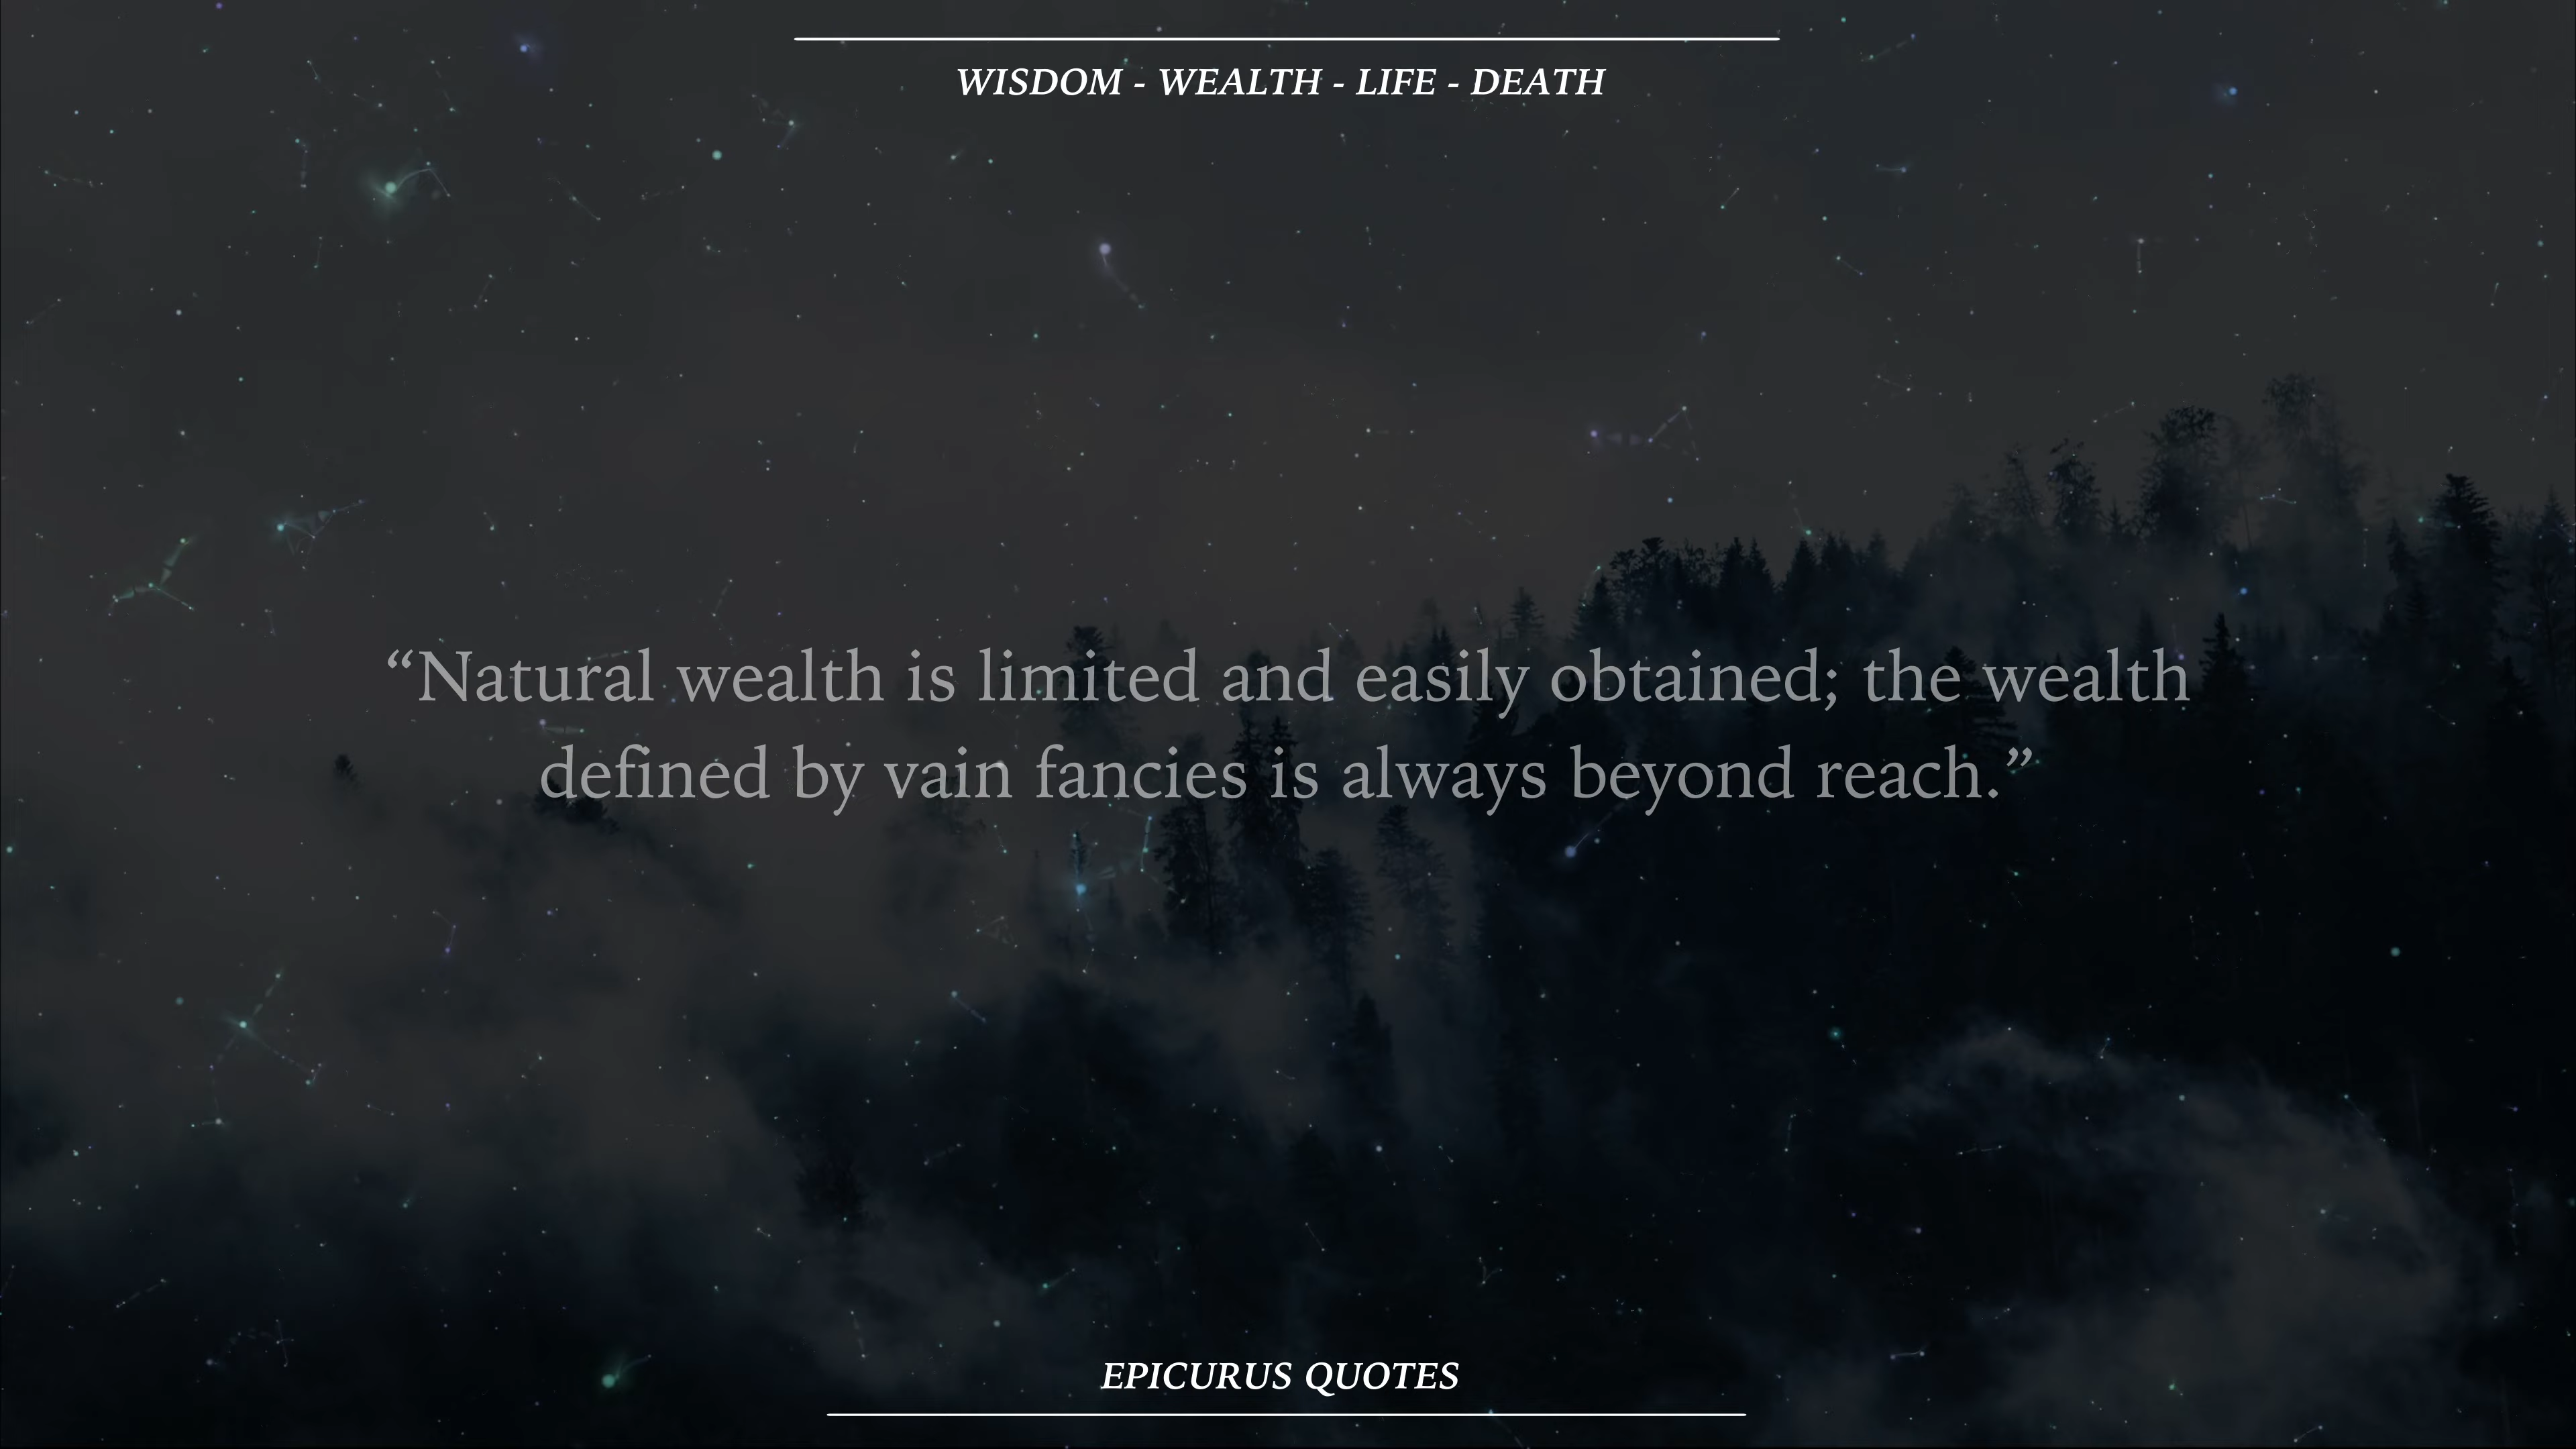 WISDOM - WEALTH - LIFE - DEATH
“Natural wealth is limited and easily obtained; the wealth
defined by vain fancies is always beyond reach.”
EPICURUS QUOTES